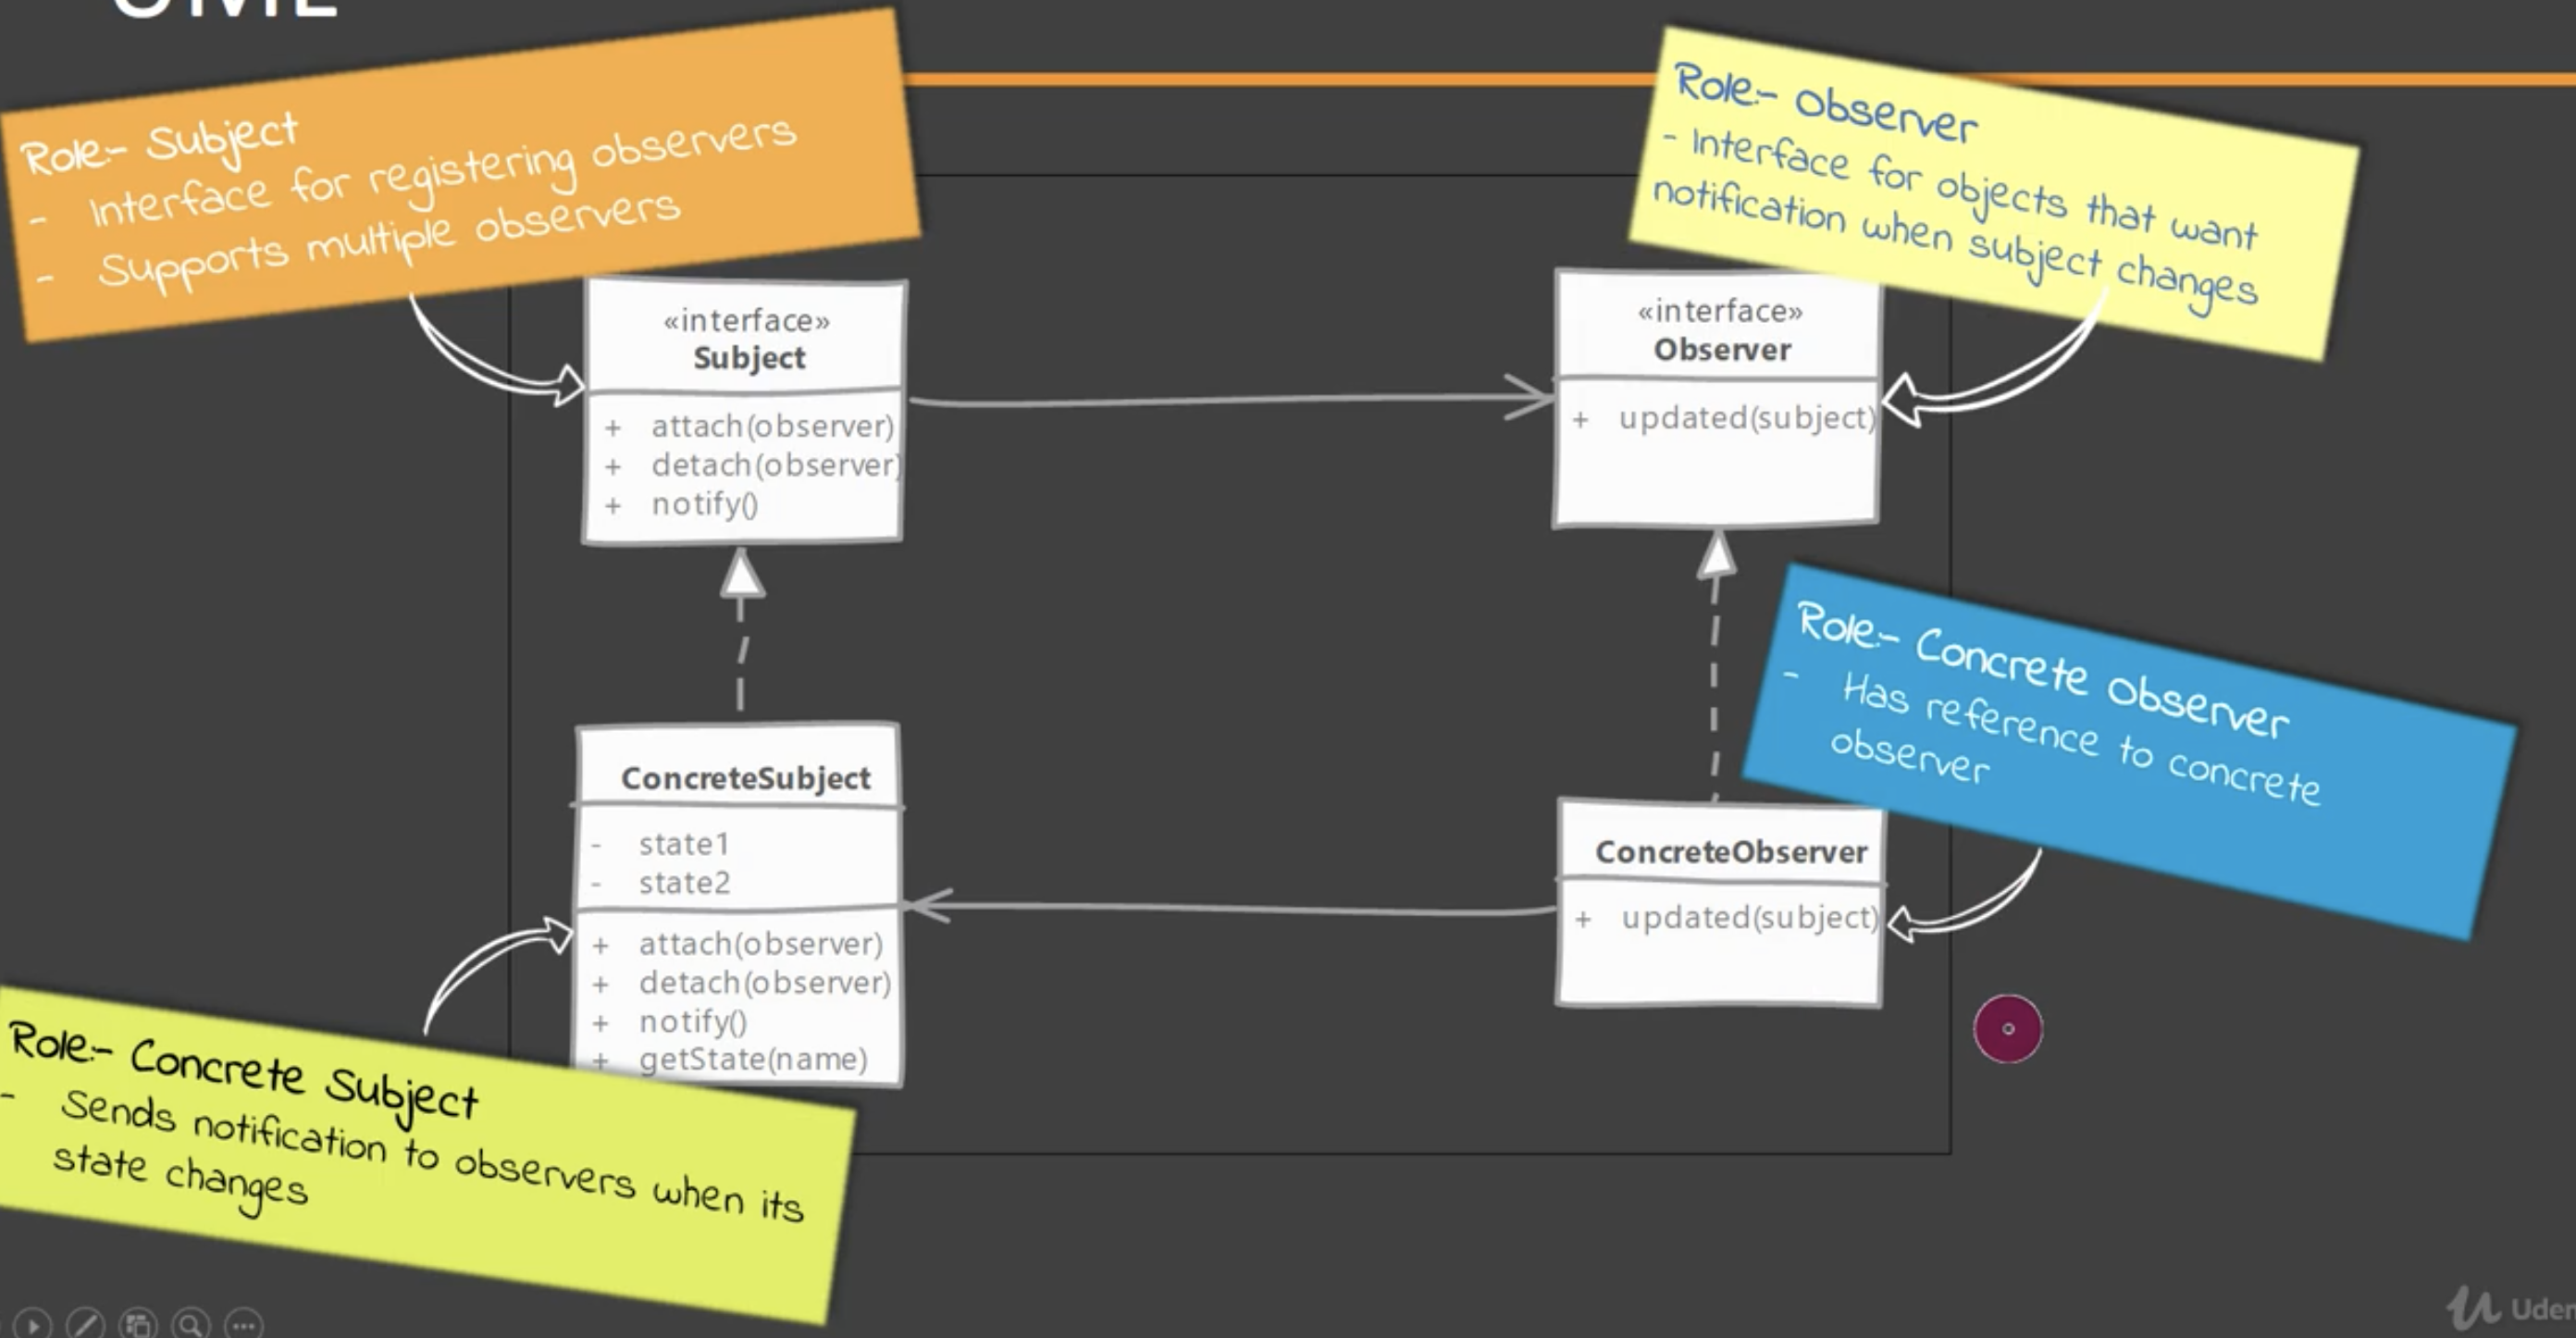 UML
Role:- Subject
- Interface for registering observers
- Supports multiple observers
Role:- Observer
- Interface for objects that want
notification when subject changes
«interface»
Subject
+ attach(observer)
+ detach(observer)
+ notify()
«interface»
Observer
+ updated(subject)
Role:- Concrete Observer
- Has reference to concrete
observer
ConcreteSubject
- state1
- state2
+ attach(observer)
+ detach(observer)
+ notify()
+ getState(name)
ConcreteObserver
+ updated(subject)
Role:- Concrete Subject
- Sends notification to observers when its
state changes
Udem